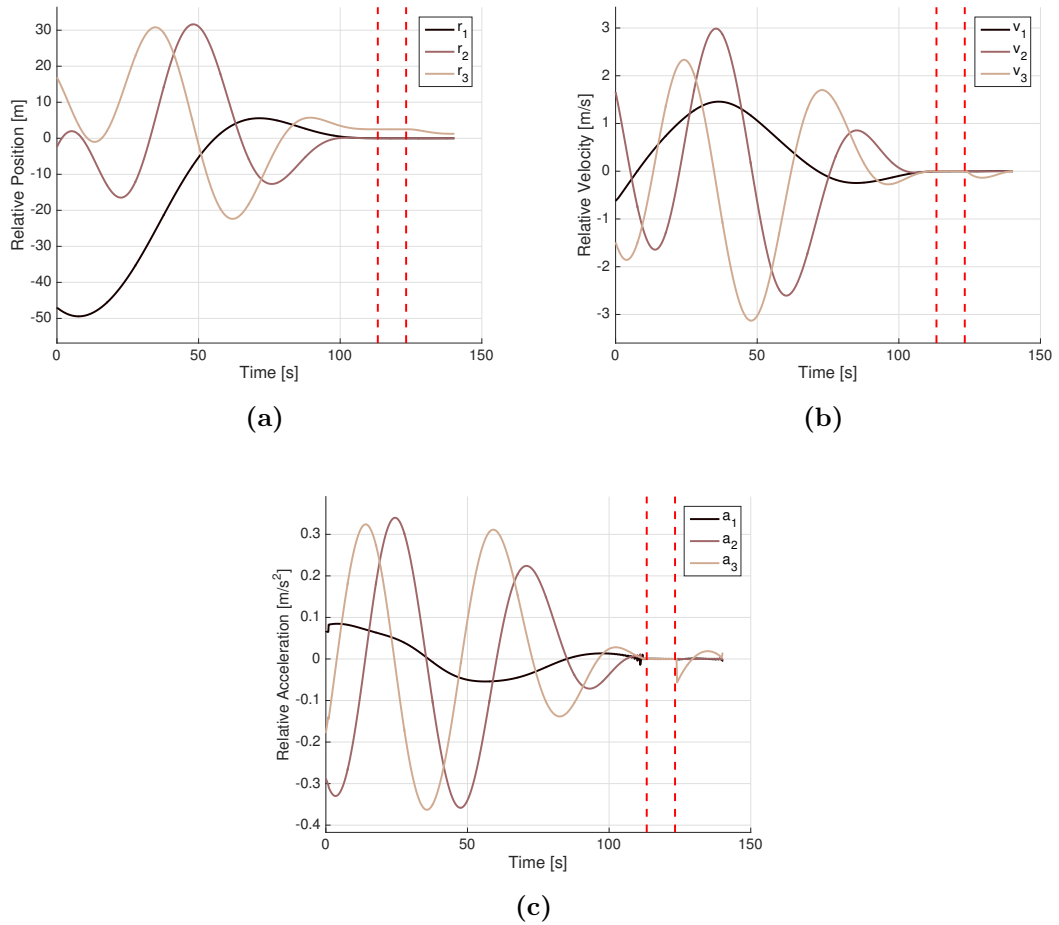 30
20
10
0
-10
-20
-30
-40
-50
0
50
100
150
Relative Position [m]
Time [s]
r1
r2
r3
(a)
3
2
1
0
-1
-2
-3
0
50
100
150
Relative Velocity [m/s]
Time [s]
v1
v2
v3
(b)
0.3
0.2
0.1
0
-0.1
-0.2
-0.3
-0.4
0
50
100
150
Relative Acceleration [m/s2]
Time [s]
a1
a2
a3
(c)